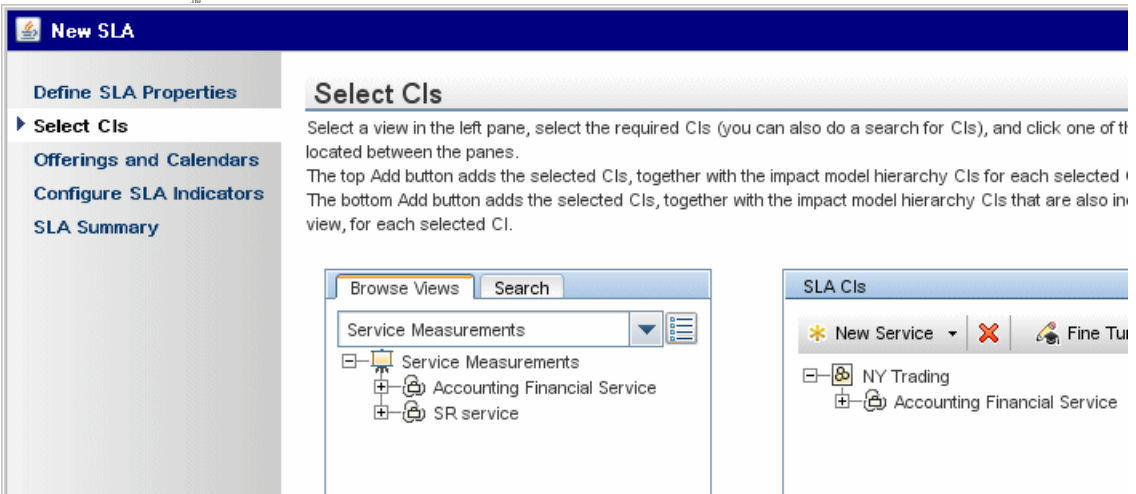 New SLA
Define SLA Properties
Select CIs
Offerings and Calendars
Configure SLA Indicators
SLA Summary
Select CIs
Select a view in the left pane, select the required CIs (you can also do a search for CIs), and click one of
located between the panes.
The top Add button adds the selected CIs, together with the impact model hierarchy CIs for each selected
The bottom Add button adds the selected CIs, together with the impact model hierarchy CIs that are also
view, for each selected CI.
Browse Views
Search
Service Measurements
Service Measurements
Accounting Financial Service
SR service
SLA CIs
New Service
Fine
NY Trading
Accounting Financial Service